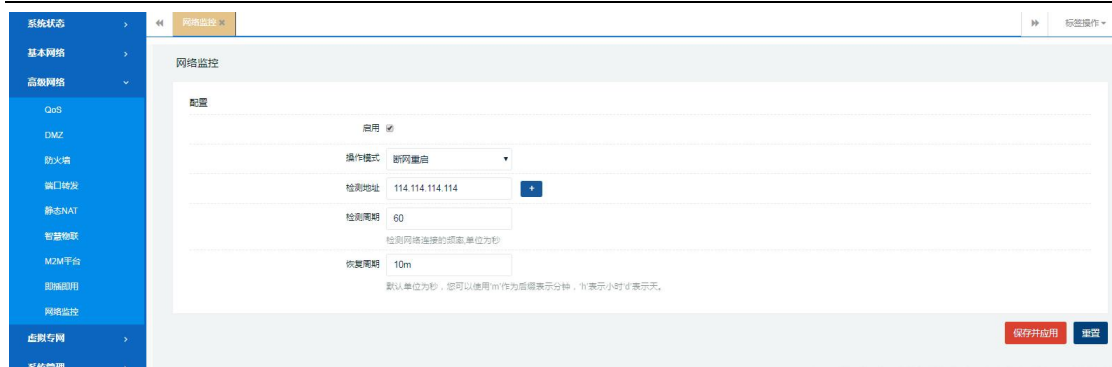 系统状态
基本网络
高级网络
QoS
DMZ
防火墙
端口转发
静态NAT
智慧物联
M2M平台
即插即用
网络监控
虚拟专网
系统管理
网络监控
标签操作
网络监控
配置
启用
操作模式 断网重启
检测地址 114.114.114.114 +
检测周期 60
检测网络连接的频率,单位为秒
恢复周期 10m
默认单位为秒，您可以使用'm'作为后缀表示分钟，'h'表示小时'd'表示天。
保存并应用 重置